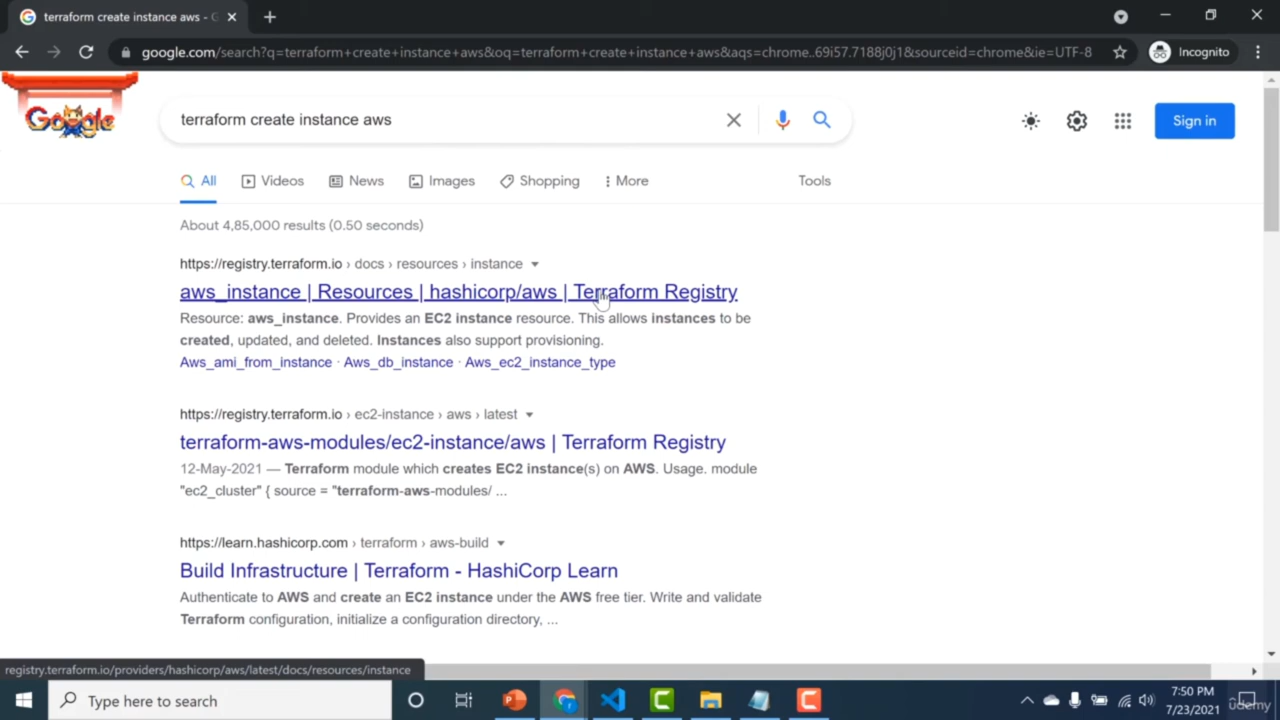 terraform create instance aws - G
google.com/search?q=terraform+create+instance+aws&oq=terraform+create+instance+aws&aqs=chrome..69i57.7188j0j1&sourceid=chrome&ie=UTF-8
Incognito
Google
terraform create instance aws
Sign in
All
Videos
News
Images
Shopping
More
Tools
About 4,85,000 results (0.50 seconds)
https://registry.terraform.io › docs › resources › instance
aws_instance | Resources | hashicorp/aws | Terraform Registry
Resource: aws_instance. Provides an EC2 instance resource. This allows instances to be
created, updated, and deleted. Instances also support provisioning.
Aws_ami_from_instance · Aws_db_instance · Aws_ec2_instance_type
https://registry.terraform.io › ec2-instance › aws › latest
terraform-aws-modules/ec2-instance/aws | Terraform Registry
12-May-2021 — Terraform module which creates EC2 instance(s) on AWS. Usage. module
"ec2_cluster" { source = "terraform-aws-modules/ ...
https://learn.hashicorp.com › terraform › aws-build
Build Infrastructure | Terraform - HashiCorp Learn
Authenticate to AWS and create an EC2 instance under the AWS free tier. Write and validate
Terraform configuration, initialize a configuration directory, ...
registry.terraform.io/providers/hashicorp/aws/latest/docs/resources/instance
Type here to search
7:50 PM
7/23/2021
udemy